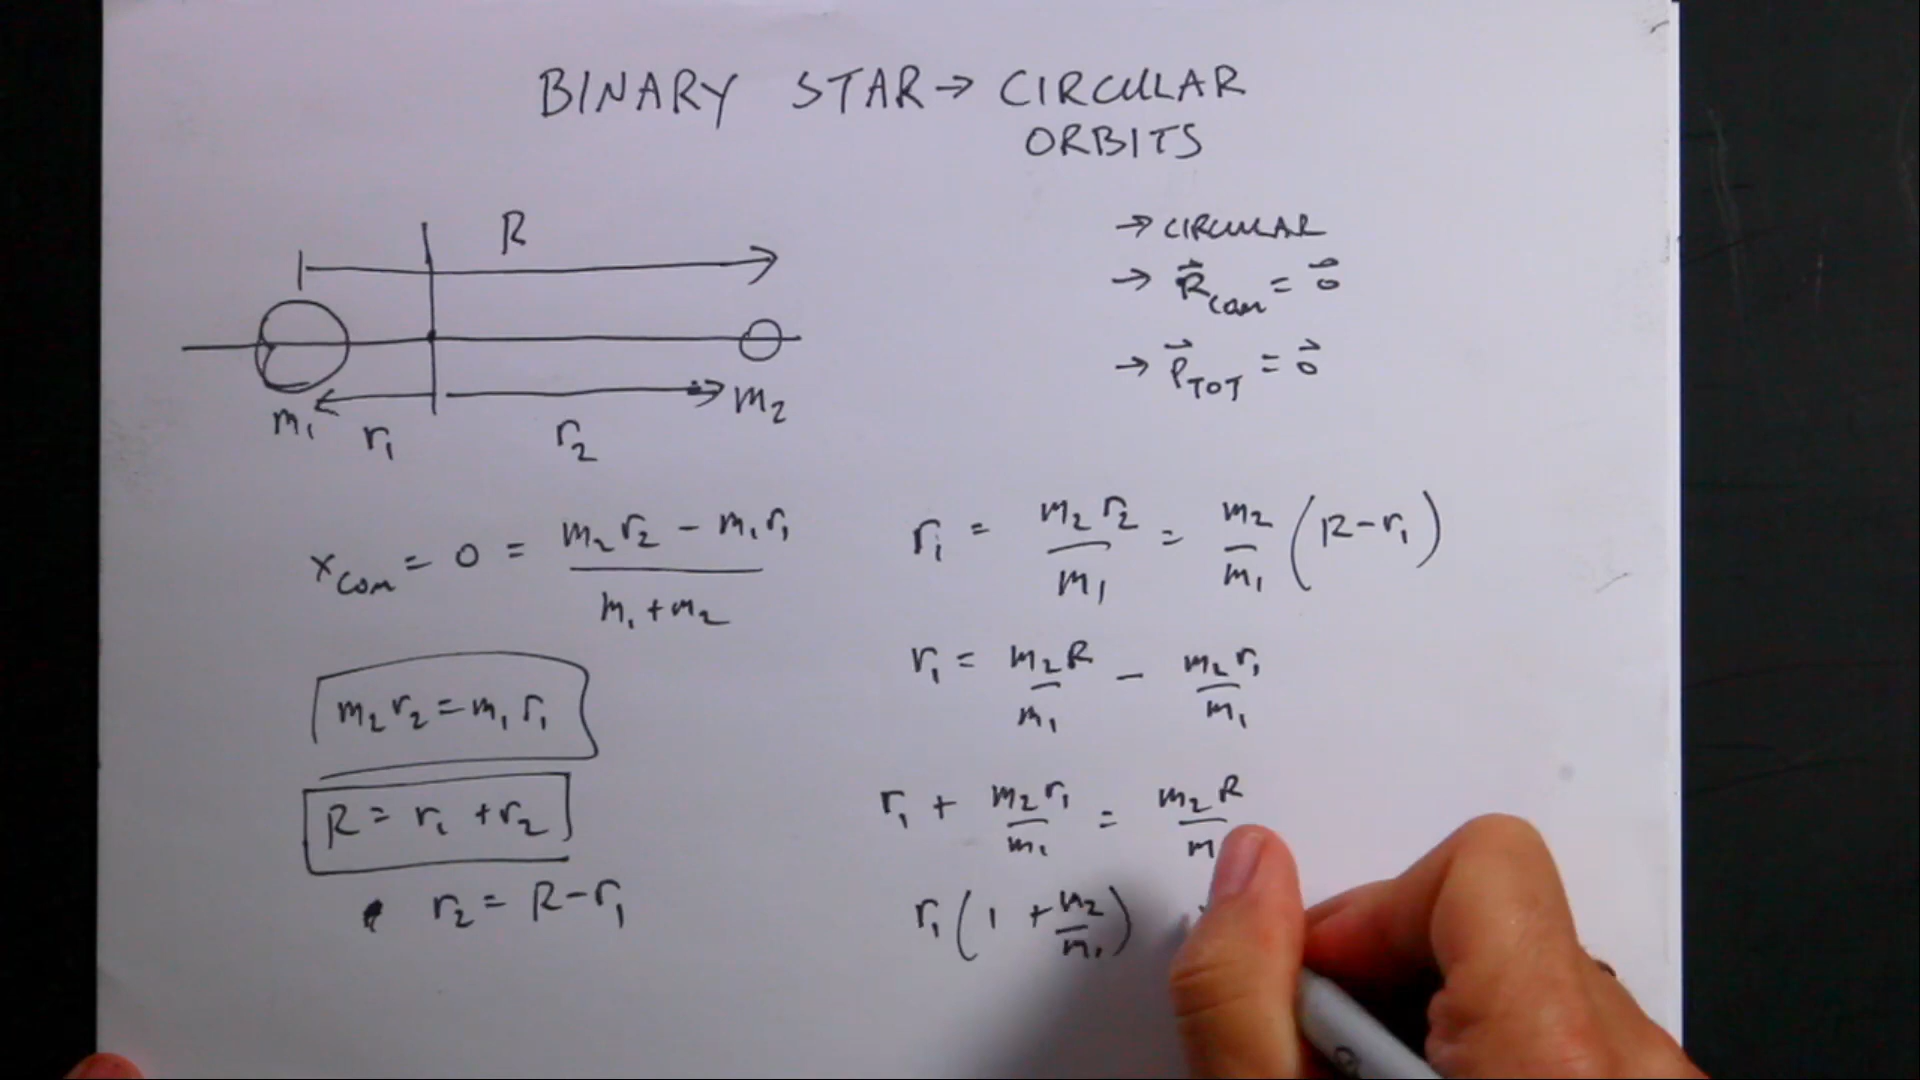 BINARY STAR → CIRCULAR
ORBITS
R
m₁
r₁
r₂
m₂
→ CIRCULAR
→ R⃗com = 0⃗
→ p⃗TOT = 0⃗
xcom = 0 = (m₂r₂ - m₁r₁) / (m₁ + m₂)
m₂r₂ = m₁r₁
R = r₁ + r₂
r₂ = R - r₁
r₁ = m₂r₂/m₁ = m₂/m₁ (R - r₁)
r₁ = m₂R/m₁ - m₂r₁/m₁
r₁ + m₂r₁/m₁ = m₂R/m
r₁(1 + m₂/m₁)